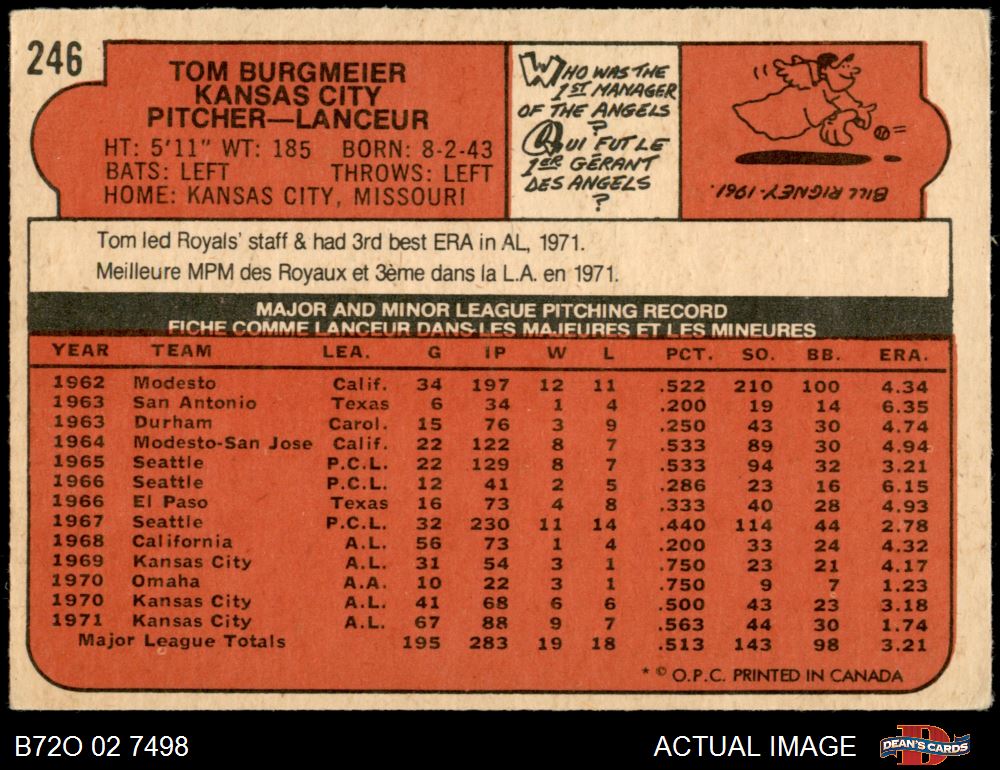 246
TOM BURGMEIER
KANSAS CITY
PITCHER—LANCEUR
HT: 5'11" WT: 185 BORN: 8-2-43
BATS: LEFT THROWS: LEFT
HOME: KANSAS CITY, MISSOURI
WHO WAS THE
1ST MANAGER
OF THE ANGELS
?
QUI FUT LE
1ER GÉRANT
DES ANGELS
?
BILL RIGNEY-1961.
Tom led Royals' staff & had 3rd best ERA in AL, 1971.
Meilleure MPM des Royaux et 3ème dans la L.A. en 1971.
MAJOR AND MINOR LEAGUE PITCHING RECORD
FICHE COMME LANCEUR DANS LES MAJEURES ET LES MINEURES
YEAR TEAM LEA. G IP W L PCT. SO. BB. ERA.
1962 Modesto Calif. 34 197 12 11 .522 210 100 4.34
1963 San Antonio Texas 6 34 1 4 .200 19 14 6.35
1963 Durham Carol. 15 76 3 9 .250 43 30 4.74
1964 Modesto-San Jose Calif. 22 122 8 7 .533 89 30 4.94
1965 Seattle P.C.L. 22 129 8 7 .533 94 32 3.21
1966 Seattle P.C.L. 12 41 2 5 .286 23 16 6.15
1966 El Paso Texas 16 73 4 8 .333 40 28 4.93
1967 Seattle P.C.L. 32 230 11 14 .440 114 44 2.78
1968 California A.L. 56 73 1 4 .200 33 24 4.32
1969 Kansas City A.L. 31 54 3 1 .750 23 21 4.17
1970 Omaha A.A. 10 22 3 1 .750 9 7 1.23
1970 Kansas City A.L. 41 68 6 6 .500 43 23 3.18
1971 Kansas City A.L. 67 88 9 7 .563 44 30 1.74
Major League Totals 195 283 19 18 .513 143 98 3.21
* © O.P.C. PRINTED IN CANADA
B72O 02 7498
ACTUAL IMAGE
DEAN'S CARDS